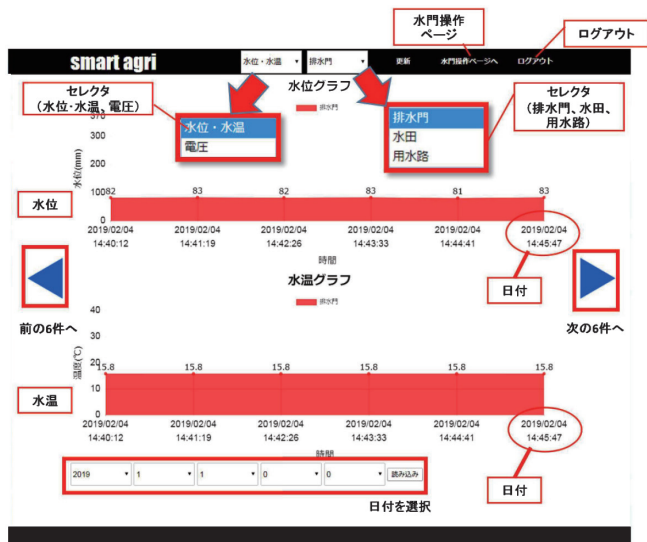 水門操作
ページ
ログアウト
smart agri
水位・水温
排水門
更新
水門操作ページへ
ログアウト
セレクタ
（水位・水温、電圧）
水位グラフ
排水門
セレクタ
（排水門、水田、
用水路）
水位・水温
電圧
排水門
水田
用水路
370
300
200
100
0
水位(mm)
水位
82
83
82
83
81
83
2019/02/04
14:40:12
2019/02/04
14:41:19
2019/02/04
14:42:26
2019/02/04
14:43:33
2019/02/04
14:44:41
2019/02/04
14:45:47
時間
日付
前の6件へ
次の6件へ
水温グラフ
排水門
40
30
20
10
0
温度(℃)
水温
15.8
15.8
15.8
15.8
15.8
15.8
2019/02/04
14:40:12
2019/02/04
14:41:19
2019/02/04
14:42:26
2019/02/04
14:43:33
2019/02/04
14:44:41
2019/02/04
14:45:47
時間
日付
2019
1
1
0
0
読み込み
日付を選択